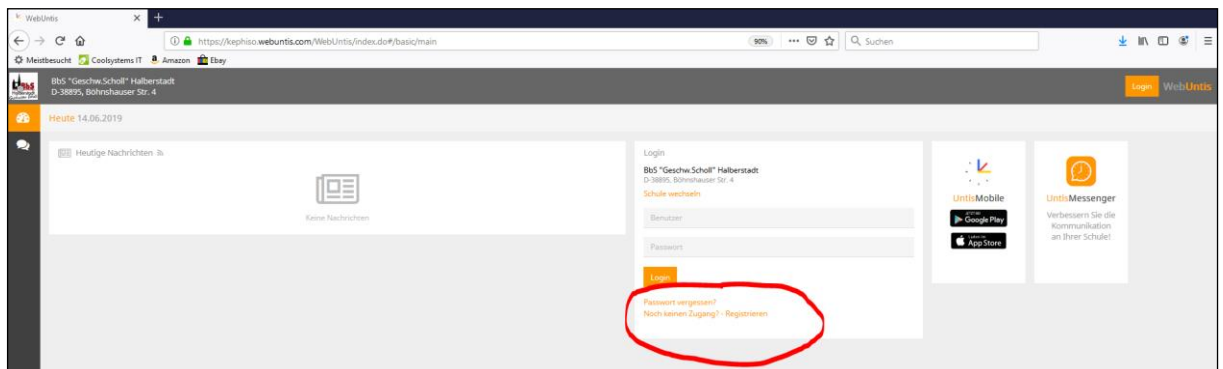 WebUntis
https://kephiso.webuntis.com/WebUntis/index.do#/basic/main
90%
Suchen
Meistbesucht Coolsystems IT Amazon Ebay
BbS "Geschw.Scholl" Halberstadt
D-38895, Böhnshauser Str. 4
Login WebUntis
Heute 14.06.2019
Heutige Nachrichten
Keine Nachrichten
Login
BbS "Geschw.Scholl" Halberstadt
D-38895, Böhnshauser Str. 4
Schule wechseln
Benutzer
Passwort
Login
Passwort vergessen?
Noch keinen Zugang? - Registrieren
UntisMobile
Google Play
App Store
UntisMessenger
Verbessern Sie die
Kommunikation
an Ihrer Schule!